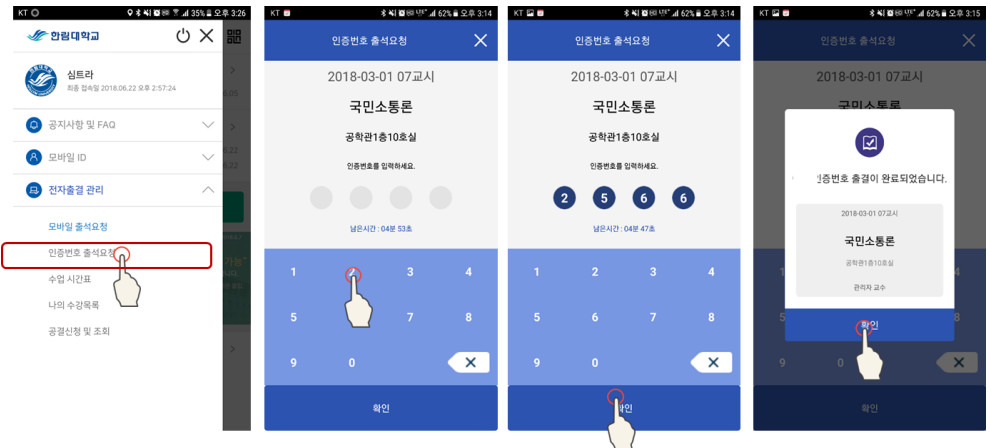 KT 35% 오후 3:26
한림대학교
심트라
최종 접속일 2018.06.22 오후 2:57:24
공지사항 및 FAQ
모바일 ID
전자출결 관리
모바일 출석요청
인증번호 출석요청
수업 시간표
나의 수강목록
공결신청 및 조회
KT 62% 오후 3:14
인증번호 출석요청
2018-03-01 07교시
국민소통론
공학관1층10호실
인증번호를 입력하세요.
남은시간 : 04분 53초
1 2 3 4
5 7 8
9 0
확인
KT 62% 오후 3:14
인증번호 출석요청
2018-03-01 07교시
국민소통론
공학관1층10호실
인증번호를 입력하세요.
2 5 6 6
남은시간 : 04분 47초
1 2 3 4
5 6 7 8
9 0
확인
KT 62% 오후 3:15
인증번호 출석요청
2018-03-01 07교시
국민소통론
인증번호 출결이 완료되었습니다.
2018-03-01 07교시
국민소통론
공학관1층10호실
관리자 교수
확인
9 0
확인